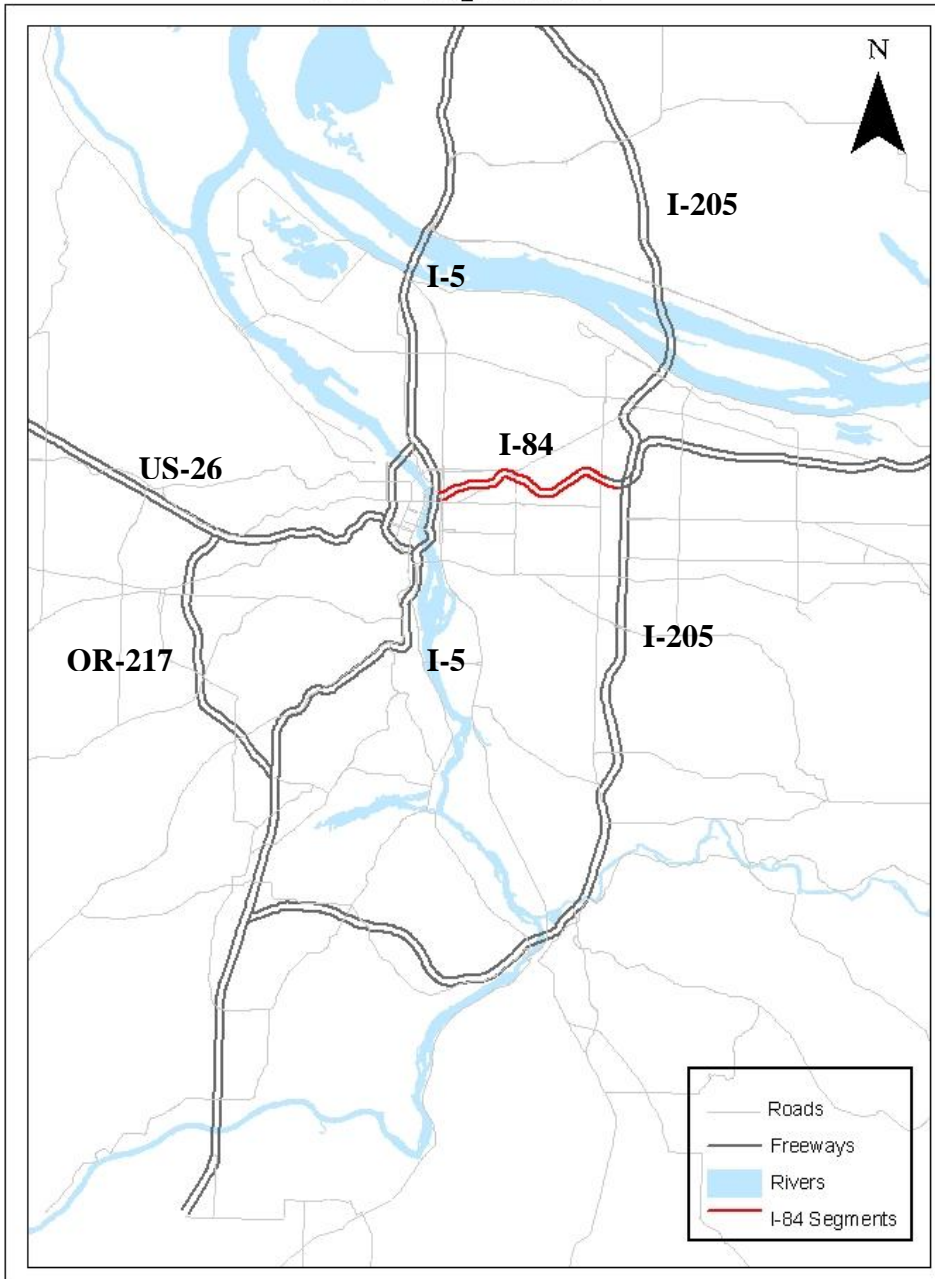 N
I-205
I-5
I-84
US-26
I-205
OR-217
I-5
Roads
Freeways
Rivers
I-84 Segments